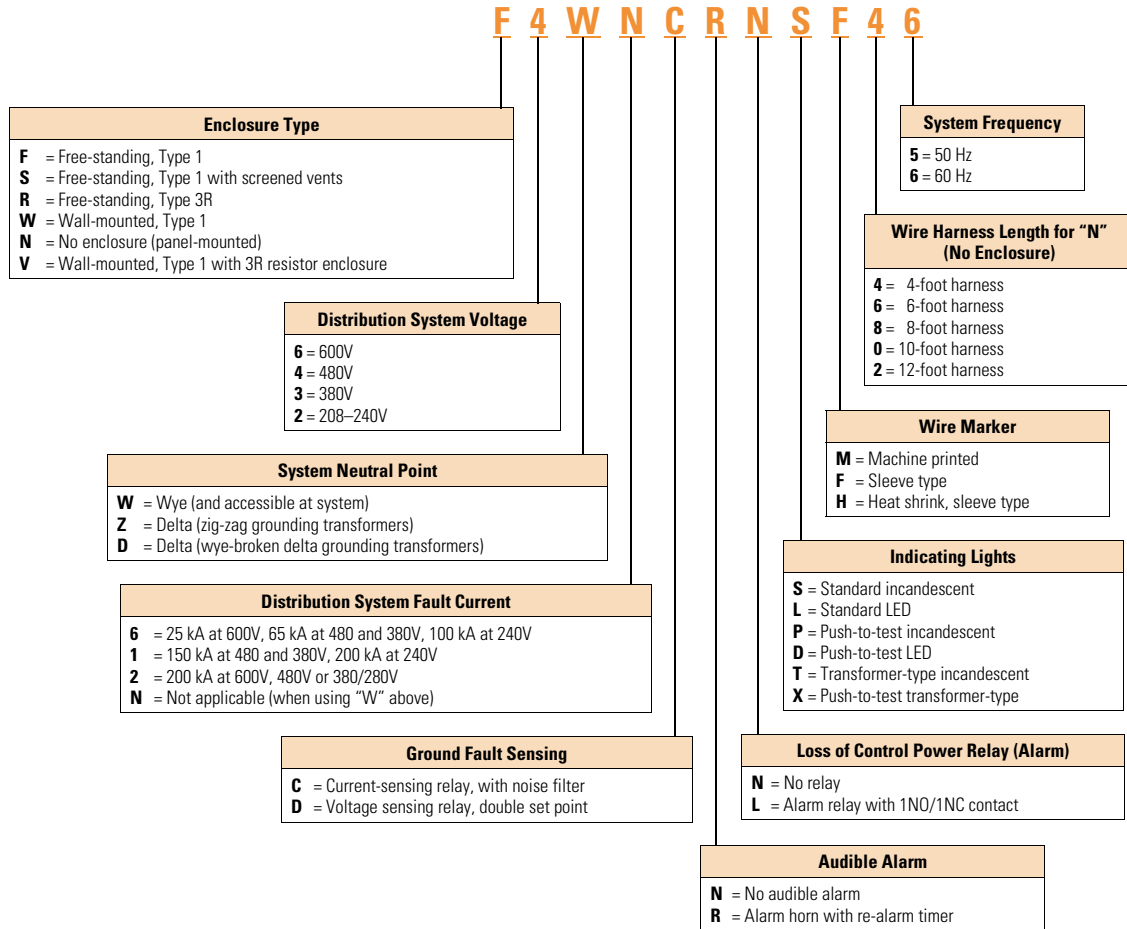 F 4 W N C R N S F 4 6
Enclosure Type
F = Free-standing, Type 1
S = Free-standing, Type 1 with screened vents
R = Free-standing, Type 3R
W = Wall-mounted, Type 1
N = No enclosure (panel-mounted)
V = Wall-mounted, Type 1 with 3R resistor enclosure
System Frequency
5 = 50 Hz
6 = 60 Hz
Wire Harness Length for “N”
(No Enclosure)
4 = 4-foot harness
6 = 6-foot harness
8 = 8-foot harness
0 = 10-foot harness
2 = 12-foot harness
Distribution System Voltage
6 = 600V
4 = 480V
3 = 380V
2 = 208–240V
Wire Marker
M = Machine printed
F = Sleeve type
H = Heat shrink, sleeve type
System Neutral Point
W = Wye (and accessible at system)
Z = Delta (zig-zag grounding transformers)
D = Delta (wye-broken delta grounding transformers)
Indicating Lights
S = Standard incandescent
L = Standard LED
P = Push-to-test incandescent
D = Push-to-test LED
T = Transformer-type incandescent
X = Push-to-test transformer-type
Distribution System Fault Current
6 = 25 kA at 600V, 65 kA at 480 and 380V, 100 kA at 240V
1 = 150 kA at 480 and 380V, 200 kA at 240V
2 = 200 kA at 600V, 480V or 380/280V
N = Not applicable (when using “W” above)
Ground Fault Sensing
C = Current-sensing relay, with noise filter
D = Voltage sensing relay, double set point
Loss of Control Power Relay (Alarm)
N = No relay
L = Alarm relay with 1NO/1NC contact
Audible Alarm
N = No audible alarm
R = Alarm horn with re-alarm timer